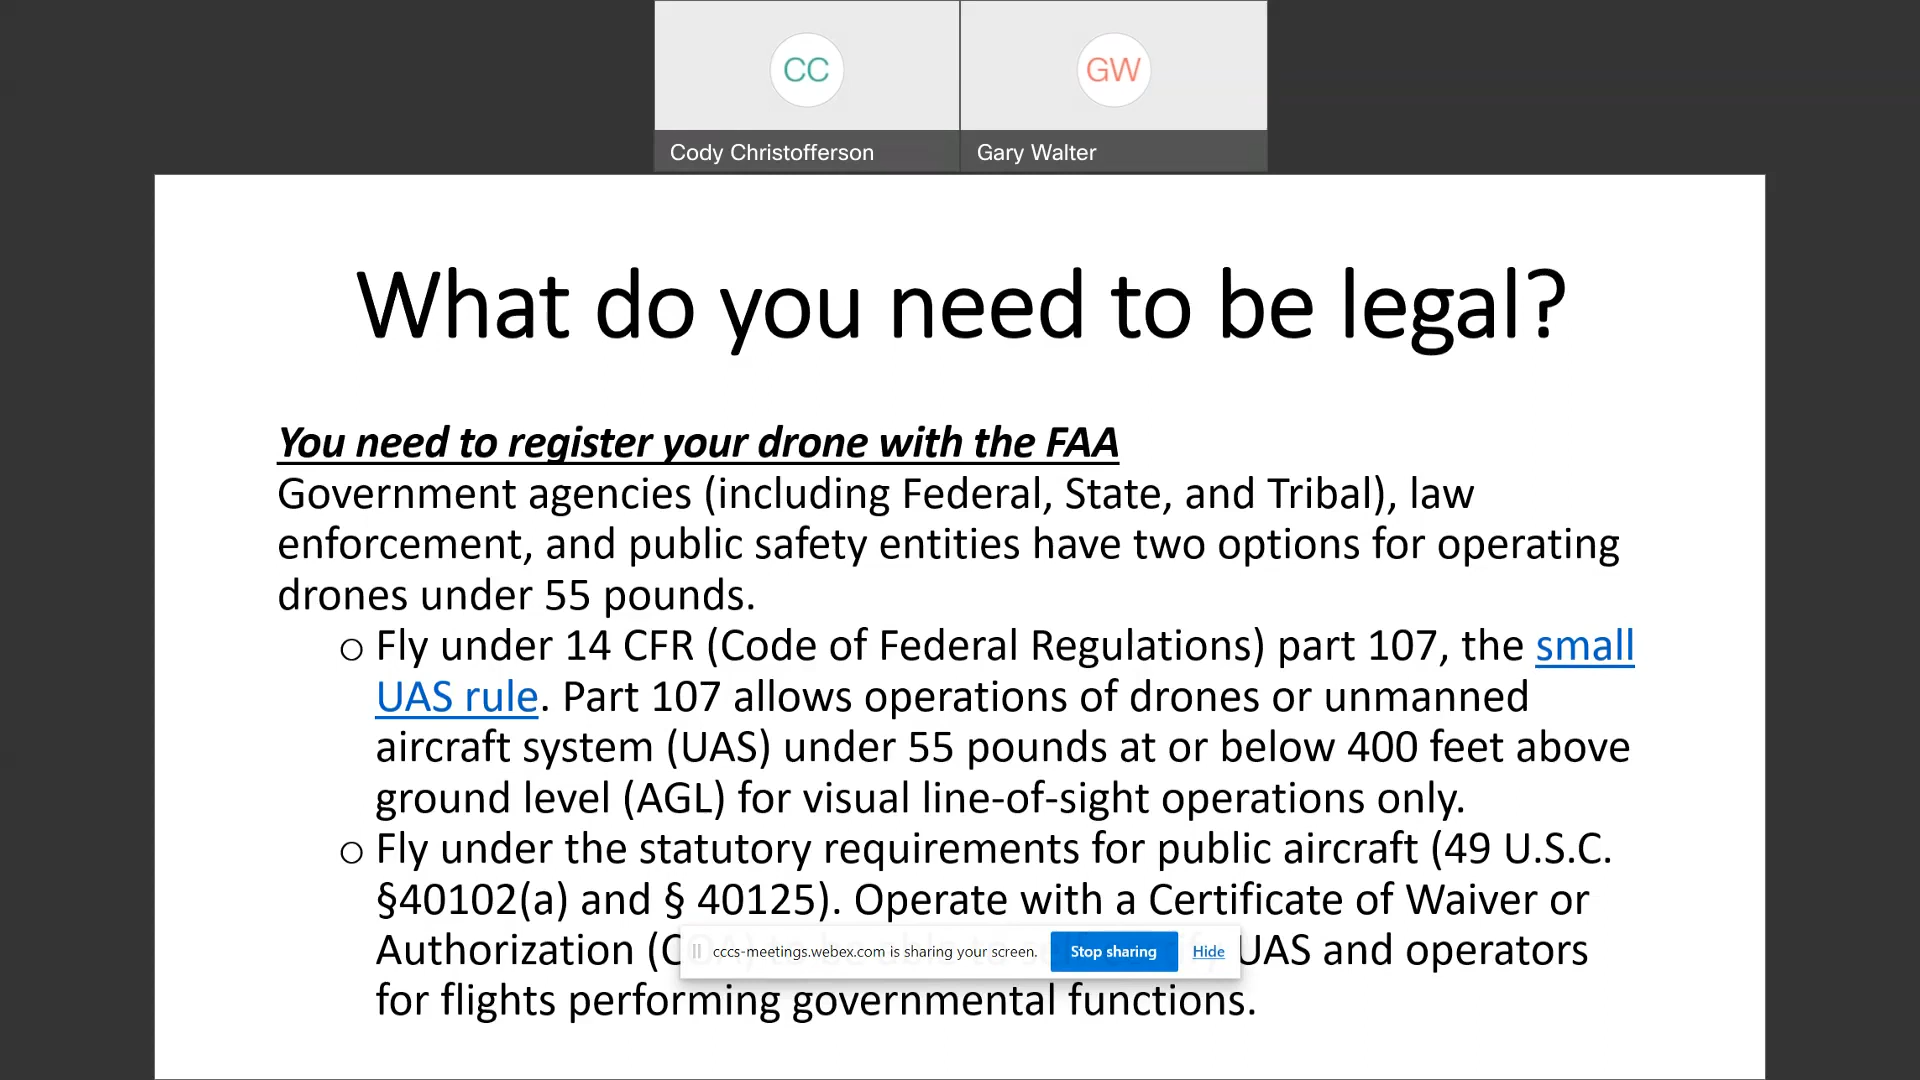 CC
GW
Cody Christofferson
Gary Walter
What do you need to be legal?
You need to register your drone with the FAA
Government agencies (including Federal, State, and Tribal), law
enforcement, and public safety entities have two options for operating
drones under 55 pounds.
o Fly under 14 CFR (Code of Federal Regulations) part 107, the small
UAS rule. Part 107 allows operations of drones or unmanned
aircraft system (UAS) under 55 pounds at or below 400 feet above
ground level (AGL) for visual line-of-sight operations only.
o Fly under the statutory requirements for public aircraft (49 U.S.C.
§40102(a) and § 40125). Operate with a Certificate of Waiver or
Authorization UAS and operators
cccs-meetings.webex.com is sharing your screen. Stop sharing Hide
for flights performing governmental functions.